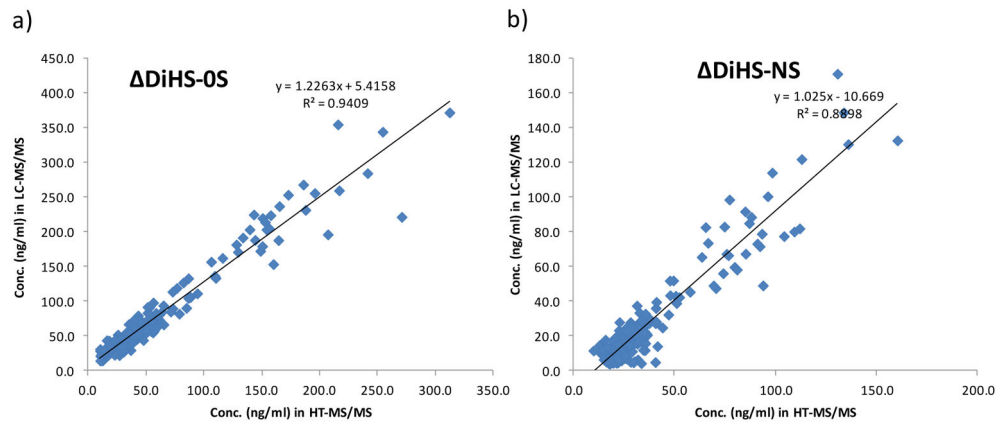 a)
ΔDiHS-0S
y = 1.2263x + 5.4158
R² = 0.9409
Conc. (ng/ml) in LC-MS/MS
450.0
400.0
350.0
300.0
250.0
200.0
150.0
100.0
50.0
0.0
0.0 50.0 100.0 150.0 200.0 250.0 300.0 350.0
Conc. (ng/ml) in HT-MS/MS
b)
ΔDiHS-NS
y = 1.025x - 10.669
R² = 0.8898
Conc. (ng/ml) in LC-MS/MS
180.0
160.0
140.0
120.0
100.0
80.0
60.0
40.0
20.0
0.0
0.0 50.0 100.0 150.0 200.0
Conc. (ng/ml) in HT-MS/MS